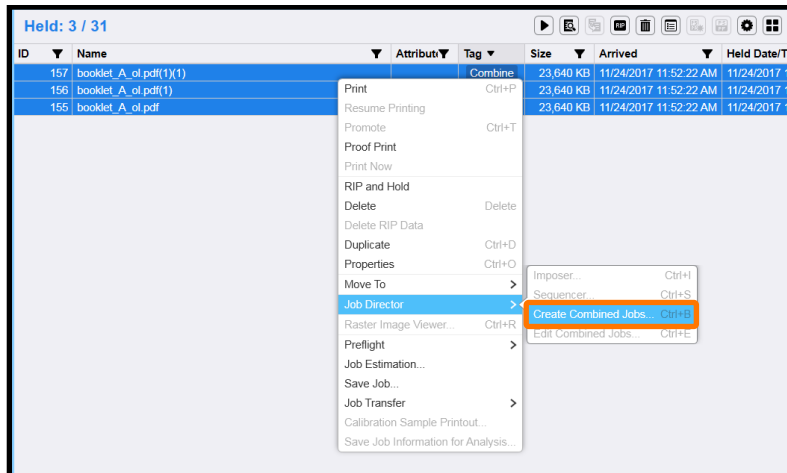 Held: 3 / 31
RIP
ID Name Attribut Tag Size Arrived Held Date/T
157 booklet_A_ol.pdf(1)(1) Combine 23,640 KB 11/24/2017 11:52:22 AM 11/24/2017
156 booklet_A_ol.pdf(1) 23,640 KB 11/24/2017 11:52:22 AM 11/24/2017
155 booklet_A_ol.pdf 23,640 KB 11/24/2017 11:52:22 AM 11/24/2017
Print Ctrl+P
Resume Printing
Promote Ctrl+T
Proof Print
Print Now
RIP and Hold
Delete Delete
Delete RIP Data
Duplicate Ctrl+D
Properties Ctrl+O
Move To
Job Director
Raster Image Viewer... Ctrl+R
Preflight
Job Estimation...
Save Job...
Job Transfer
Calibration Sample Printout...
Save Job Information for Analysis...
Imposer... Ctrl+I
Sequencer... Ctrl+S
Create Combined Jobs... Ctrl+B
Edit Combined Jobs... Ctrl+E